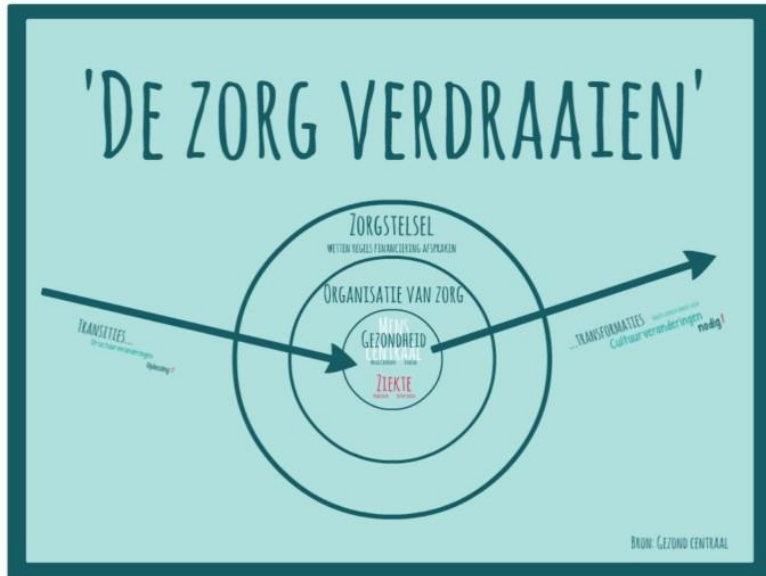 'DE ZORG VERDRAAIEN'
ZORGSTELSEL
WETTEN REGELS FINANCIERING AFSPRAKEN
ORGANISATIE VAN ZORG
MENS
GEZONDHEID
CENTRAAL
ZIEKTE
TRANSITIES...
Structuurveranderingen
Oplossing?
...TRANSFORMATIES
Cultuurveranderingen
nodig!
BRON: GEZOND CENTRAAL